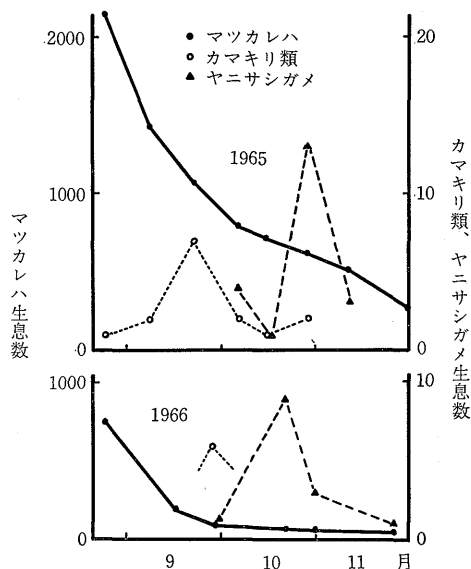 2000
1000
0
マツカレハ生息数
● マツカレハ
○ カマキリ類
▲ ヤニサシガメ
1965
20
10
0
カマキリ類、ヤニサシガメ生息数
1000
0
1966
10
0
9 10 11 月